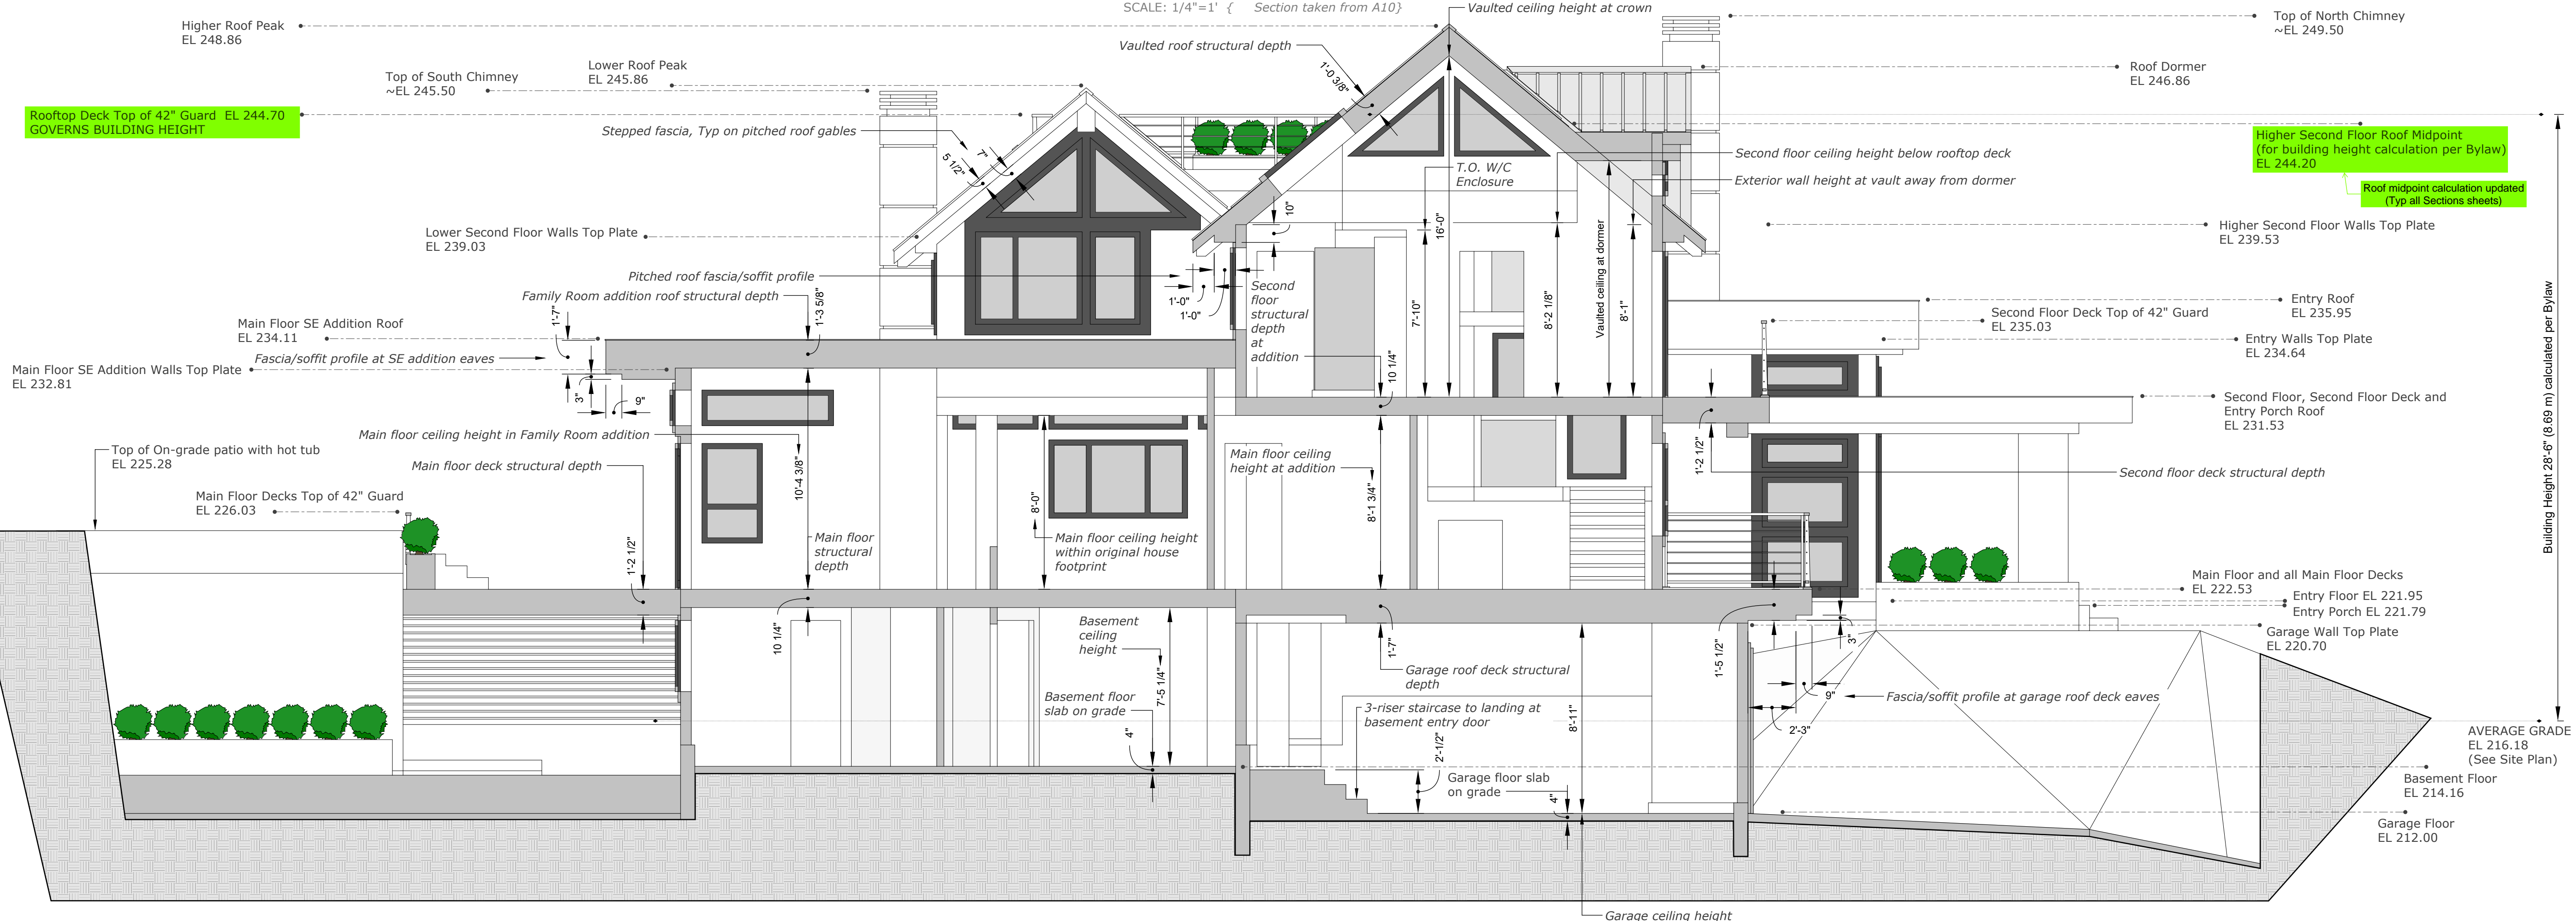 SCALE: 1/4"=1' { Section taken from A10}
Vaulted ceiling height at crown
Higher Roof Peak
EL 248.86
Top of North Chimney
~EL 249.50
Vaulted roof structural depth
1'-0 3/8"
Lower Roof Peak
EL 245.86
Top of South Chimney
~EL 245.50
Roof Dormer
EL 246.86
Rooftop Deck Top of 42" Guard EL 244.70
GOVERNS BUILDING HEIGHT
Stepped fascia, Typ on pitched roof gables
7"
5 1/2"
Higher Second Floor Roof Midpoint
(for building height calculation per Bylaw)
EL 244.20
Roof midpoint calculation updated
(Typ all Sections sheets)
Second floor ceiling height below rooftop deck
T.O. W/C
Enclosure
Exterior wall height at vault away from dormer
Lower Second Floor Walls Top Plate
EL 239.03
10"
16'-0"
Higher Second Floor Walls Top Plate
EL 239.53
Pitched roof fascia/soffit profile
1'-0"
1'-0"
Second
floor
structural
depth
at
addition
7'-10"
8'-2 1/8"
Vaulted ceiling at dormer
8'-1"
Family Room addition roof structural depth
1'-3 5/8"
1'-7"
Main Floor SE Addition Roof
EL 234.11
Fascia/soffit profile at SE addition eaves
Main Floor SE Addition Walls Top Plate
EL 232.81
3"
9"
10 1/4"
Entry Roof
EL 235.95
Second Floor Deck Top of 42" Guard
EL 235.03
Entry Walls Top Plate
EL 234.64
Second Floor, Second Floor Deck and
Entry Porch Roof
EL 231.53
Building Height 28'-6" (8.69 m) calculated per Bylaw
Main floor ceiling height in Family Room addition
Top of On-grade patio with hot tub
EL 225.28
Main floor deck structural depth
10'-4 3/8"
Main floor ceiling
height at addition
1'-2 1/2"
Second floor deck structural depth
Main Floor Decks Top of 42" Guard
EL 226.03
8'-0"
8'-1 3/4"
Main floor
structural
depth
Main floor ceiling height
within original house
footprint
1'-2 1/2"
Main Floor and all Main Floor Decks
EL 222.53
Entry Floor EL 221.95
Entry Porch EL 221.79
Garage Wall Top Plate
EL 220.70
10 1/4"
Basement
ceiling
height
7'-5 1/4"
1'-7"
1'-5 1/2"
3"
Garage roof deck structural
depth
9"
Fascia/soffit profile at garage roof deck eaves
2'-3"
Basement floor
slab on grade
4"
3-riser staircase to landing at
basement entry door
8'-11"
2'-1/2"
Garage floor slab
on grade
4"
AVERAGE GRADE
EL 216.18
(See Site Plan)
Basement Floor
EL 214.16
Garage Floor
EL 212.00
Garage ceiling height